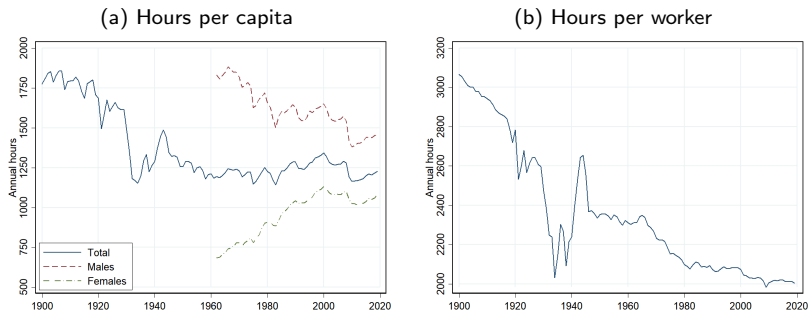 (a) Hours per capita
Annual hours
2000
1750
1500
1250
1000
750
500
Total
Males
Females
1900 1920 1940 1960 1980 2000 2020
(b) Hours per worker
Annual hours
3200
3000
2800
2600
2400
2200
2000
1900 1920 1940 1960 1980 2000 2020